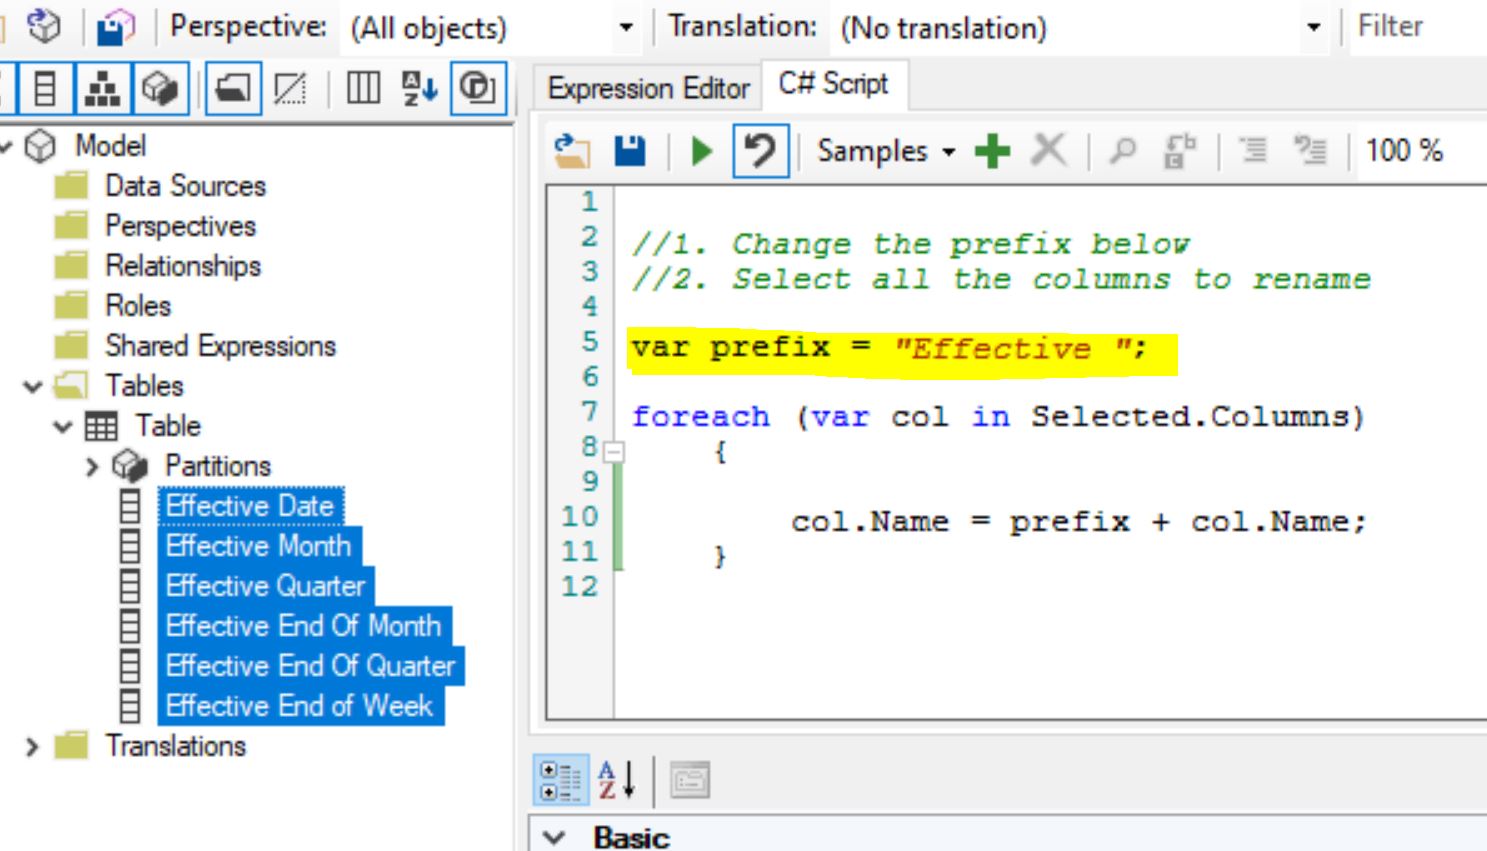 Perspective: (All objects) Translation: (No translation) Filter
Expression Editor C# Script
Samples 100 %
Model
Data Sources
Perspectives
Relationships
Roles
Shared Expressions
Tables
Table
Partitions
Effective Date
Effective Month
Effective Quarter
Effective End Of Month
Effective End Of Quarter
Effective End of Week
Translations
1
2 //1. Change the prefix below
3 //2. Select all the columns to rename
4
5 var prefix = "Effective ";
6
7 foreach (var col in Selected.Columns)
8 {
9
10 col.Name = prefix + col.Name;
11 }
12
Basic